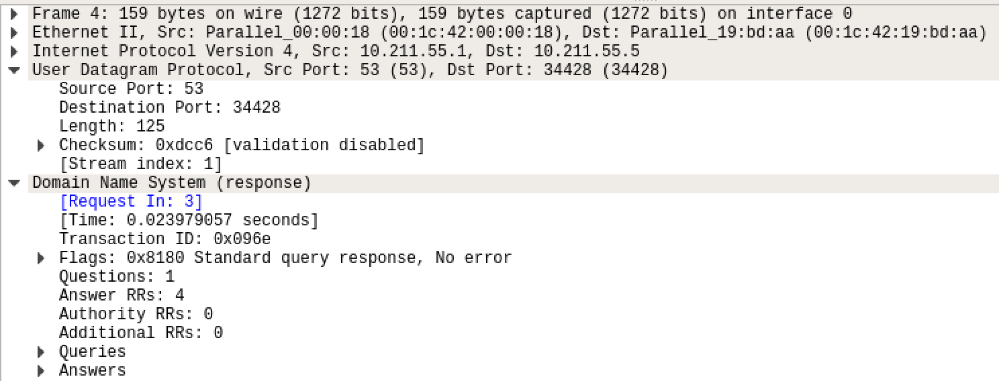 Frame 4: 159 bytes on wire (1272 bits), 159 bytes captured (1272 bits) on interface 0
Ethernet II, Src: Parallel_00:00:18 (00:1c:42:00:00:18), Dst: Parallel_19:bd:aa (00:1c:42:19:bd:aa)
Internet Protocol Version 4, Src: 10.211.55.1, Dst: 10.211.55.5
User Datagram Protocol, Src Port: 53 (53), Dst Port: 34428 (34428)
Source Port: 53
Destination Port: 34428
Length: 125
Checksum: 0xdcc6 [validation disabled]
[Stream index: 1]
Domain Name System (response)
[Request In: 3]
[Time: 0.023979057 seconds]
Transaction ID: 0x096e
Flags: 0x8180 Standard query response, No error
Questions: 1
Answer RRs: 4
Authority RRs: 0
Additional RRs: 0
Queries
Answers